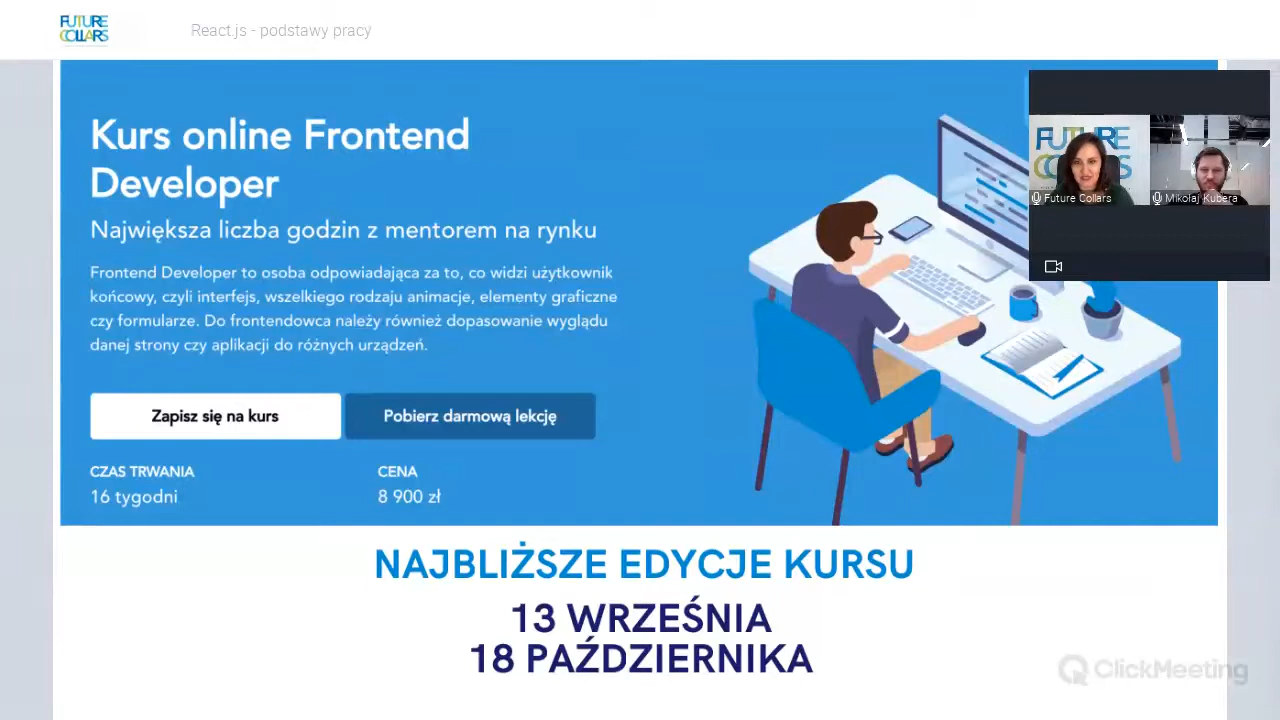 FUTURE
COLLARS
React.js - podstawy pracy
Kurs online Frontend
Developer
Największa liczba godzin z mentorem na rynku
Frontend Developer to osoba odpowiadająca za to, co widzi użytkownik
końcowy, czyli interfejs, wszelkiego rodzaju animacje, elementy graficzne
czy formularze. Do frontendowca należy również dopasowanie wyglądu
danej strony czy aplikacji do różnych urządzeń.
Zapisz się na kurs
Pobierz darmową lekcję
CZAS TRWANIA
16 tygodni
CENA
8 900 zł
FUTURE
Future Collars
Mikołaj Kubera
NAJBLIŻSZE EDYCJE KURSU
13 WRZEŚNIA
18 PAŹDZIERNIKA
ClickMeeting